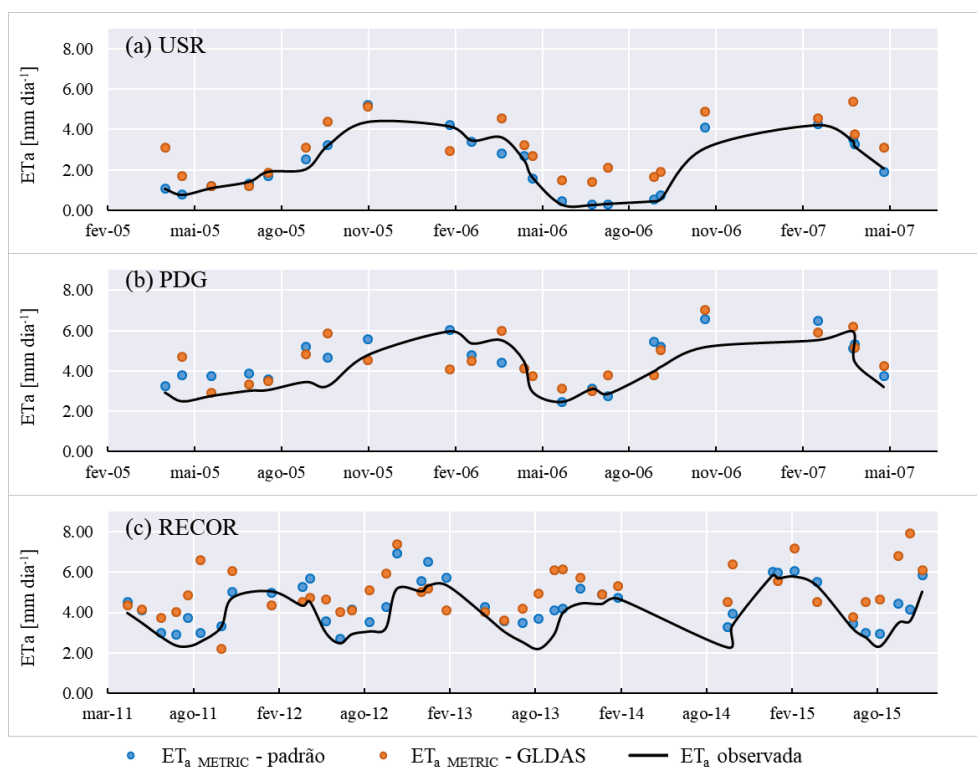 (a) USR
ETa [mm dia-1]
8.00
6.00
4.00
2.00
0.00
fev-05 mai-05 ago-05 nov-05 fev-06 mai-06 ago-06 nov-06 fev-07 mai-07
(b) PDG
ETa [mm dia-1]
8.00
6.00
4.00
2.00
0.00
fev-05 mai-05 ago-05 nov-05 fev-06 mai-06 ago-06 nov-06 fev-07 mai-07
(c) RECOR
ETa [mm dia-1]
8.00
6.00
4.00
2.00
0.00
mar-11 ago-11 fev-12 ago-12 fev-13 ago-13 fev-14 ago-14 fev-15 ago-15
ETa METRIC - padrão ETa METRIC - GLDAS ETa observada